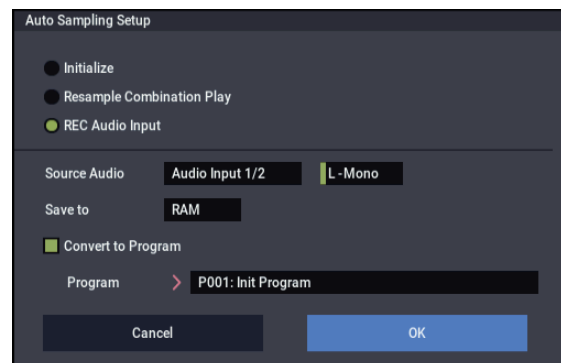 Auto Sampling Setup
Initialize
Resample Combination Play
REC Audio Input
Source Audio Audio Input 1/2 L-Mono
Save to RAM
Convert to Program
Program P001: Init Program
Cancel OK